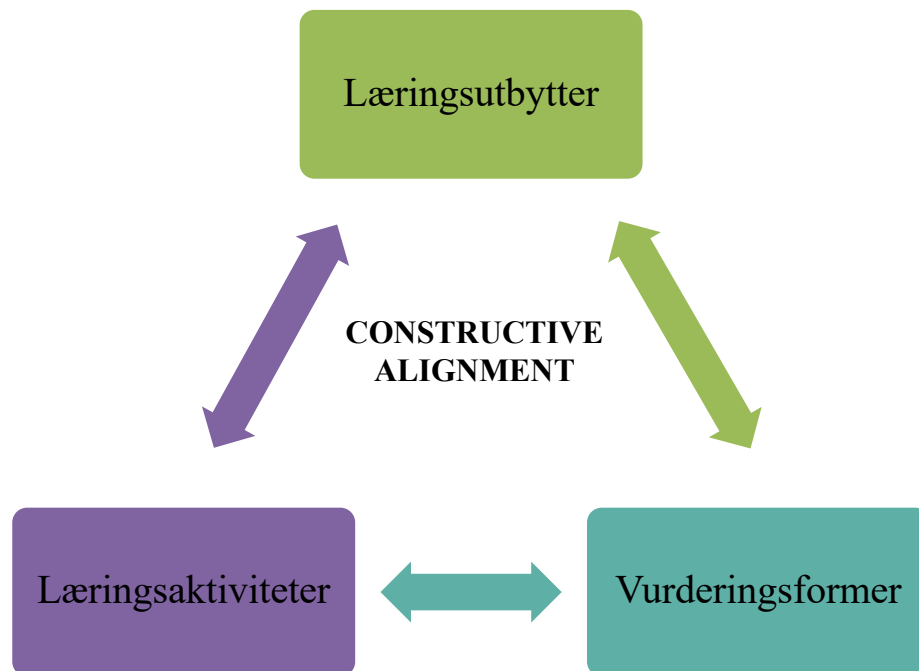 Læringsutbytter
CONSTRUCTIVE
ALIGNMENT
Læringsaktiviteter
Vurderingsformer